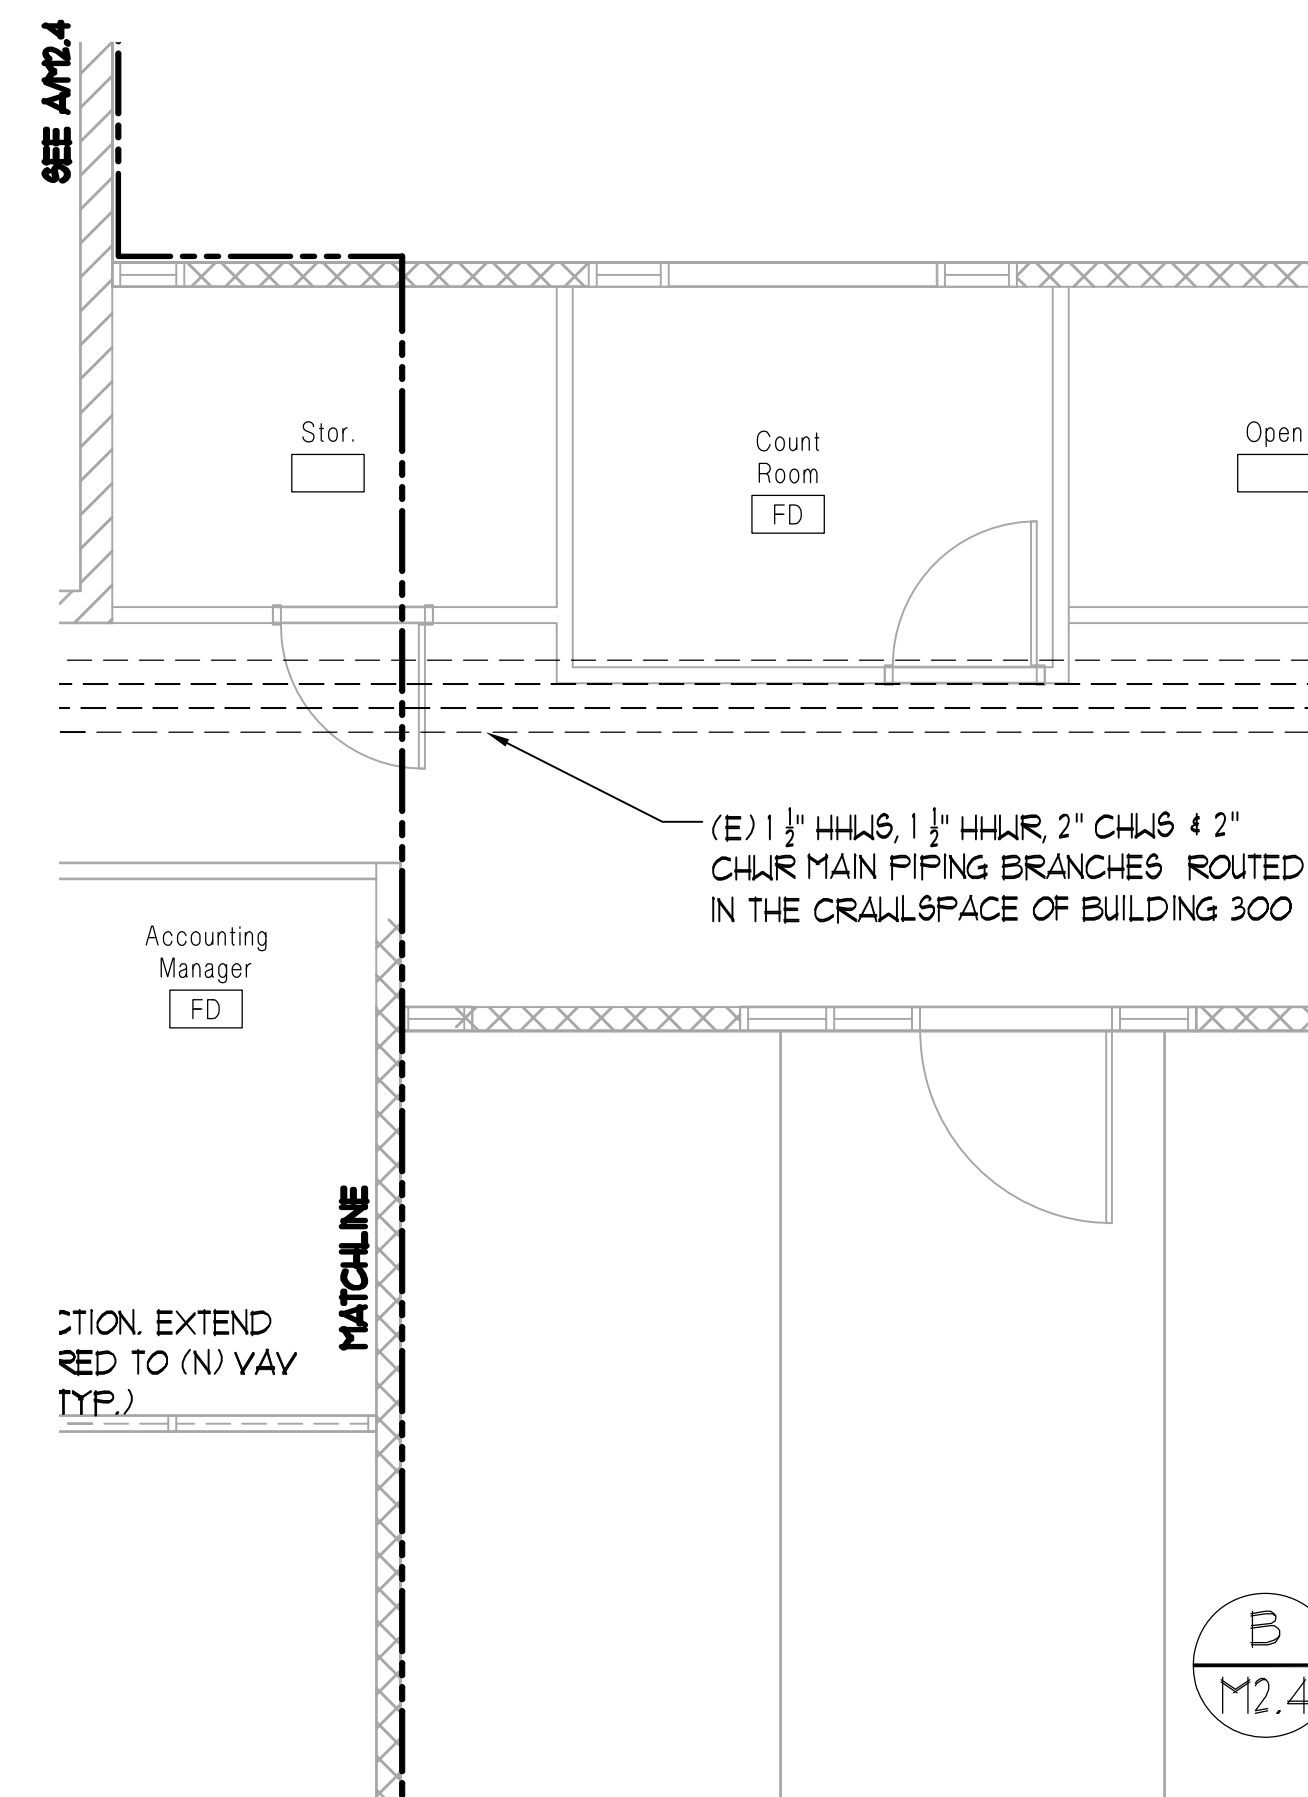 SEE A/M2.4
Stor.
Count
Room
FD
Open
(E) 1 1/2" HHWS, 1 1/2" HHWR, 2" CHWS & 2"
CHWR MAIN PIPING BRANCHES ROUTED
IN THE CRAWLSPACE OF BUILDING 300
Accounting
Manager
FD
MATCHLINE
CTION. EXTEND
RED TO (N) VAV
TYP.)
B
M2.4